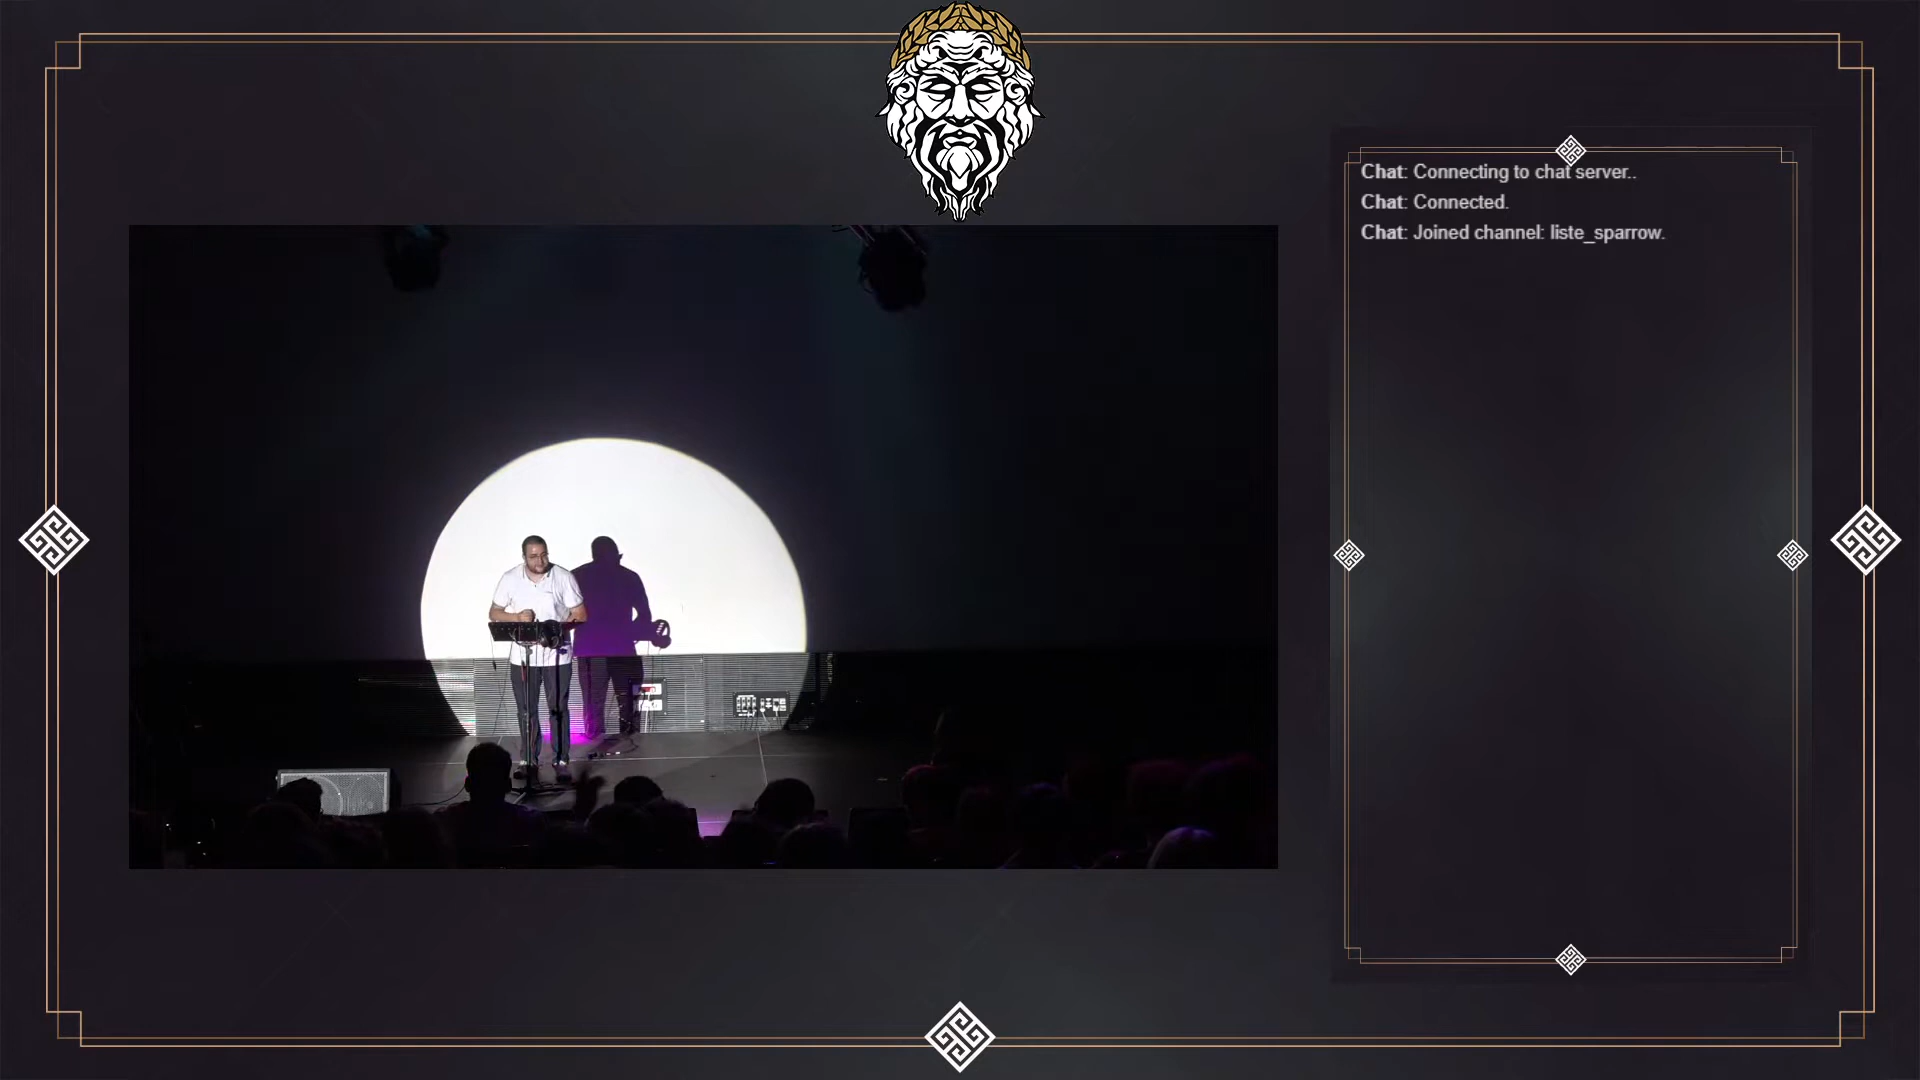 Chat: Connecting to chat server..
Chat: Connected.
Chat: Joined channel: liste_sparrow.